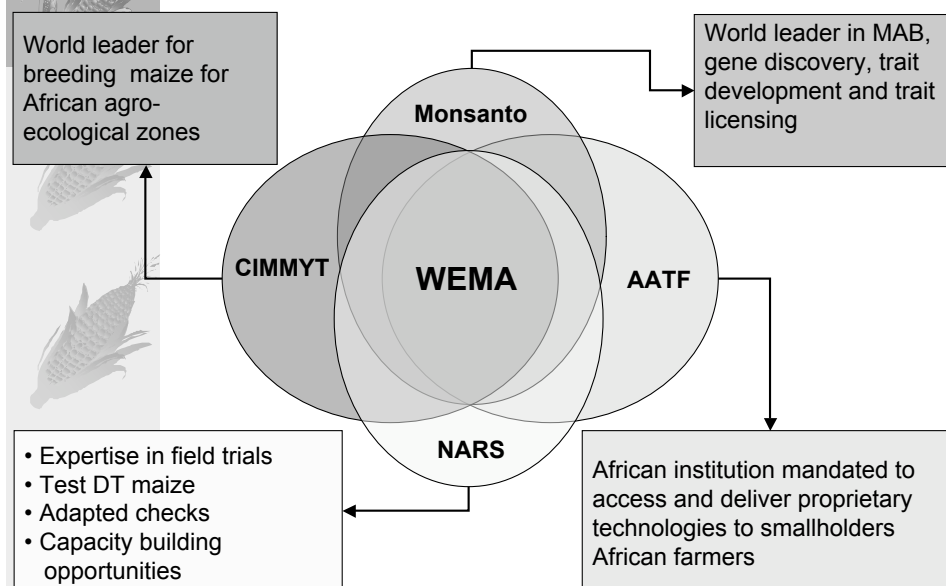 World leader for
breeding maize for
African agro-
ecological zones
World leader in MAB,
gene discovery, trait
development and trait
licensing
Monsanto
CIMMYT
WEMA
AATF
NARS
• Expertise in field trials
• Test DT maize
• Adapted checks
• Capacity building
opportunities
African institution mandated to
access and deliver proprietary
technologies to smallholders
African farmers